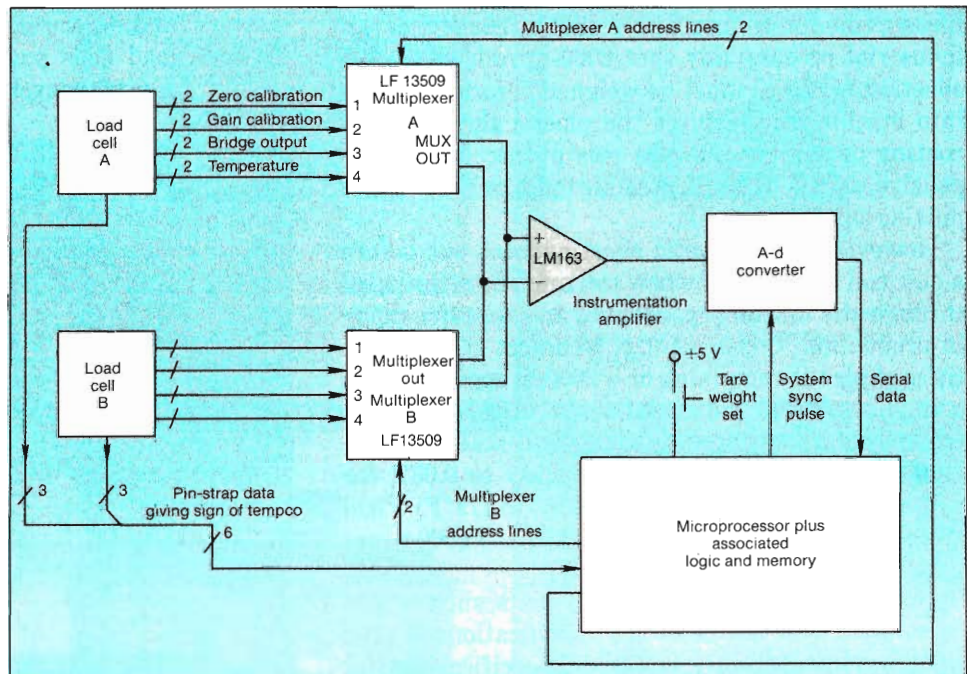 Multiplexer A address lines
2
LF 13509
Multiplexer
A
MUX
OUT
1
2
3
4
2 Zero calibration
2 Gain calibration
2 Bridge output
2 Temperature
Load
cell
A
+
LM163
−
Instrumentation
amplifier
A-d
converter
Load
cell
B
1
2
3
4
Multiplexer
out
Multiplexer
B
LF13509
+5 V
Tare
weight
set
System
sync
pulse
Serial
data
3
3
Pin-strap data
giving sign of tempco
6
2
Multiplexer
B
address lines
Microprocessor plus
associated
logic and memory